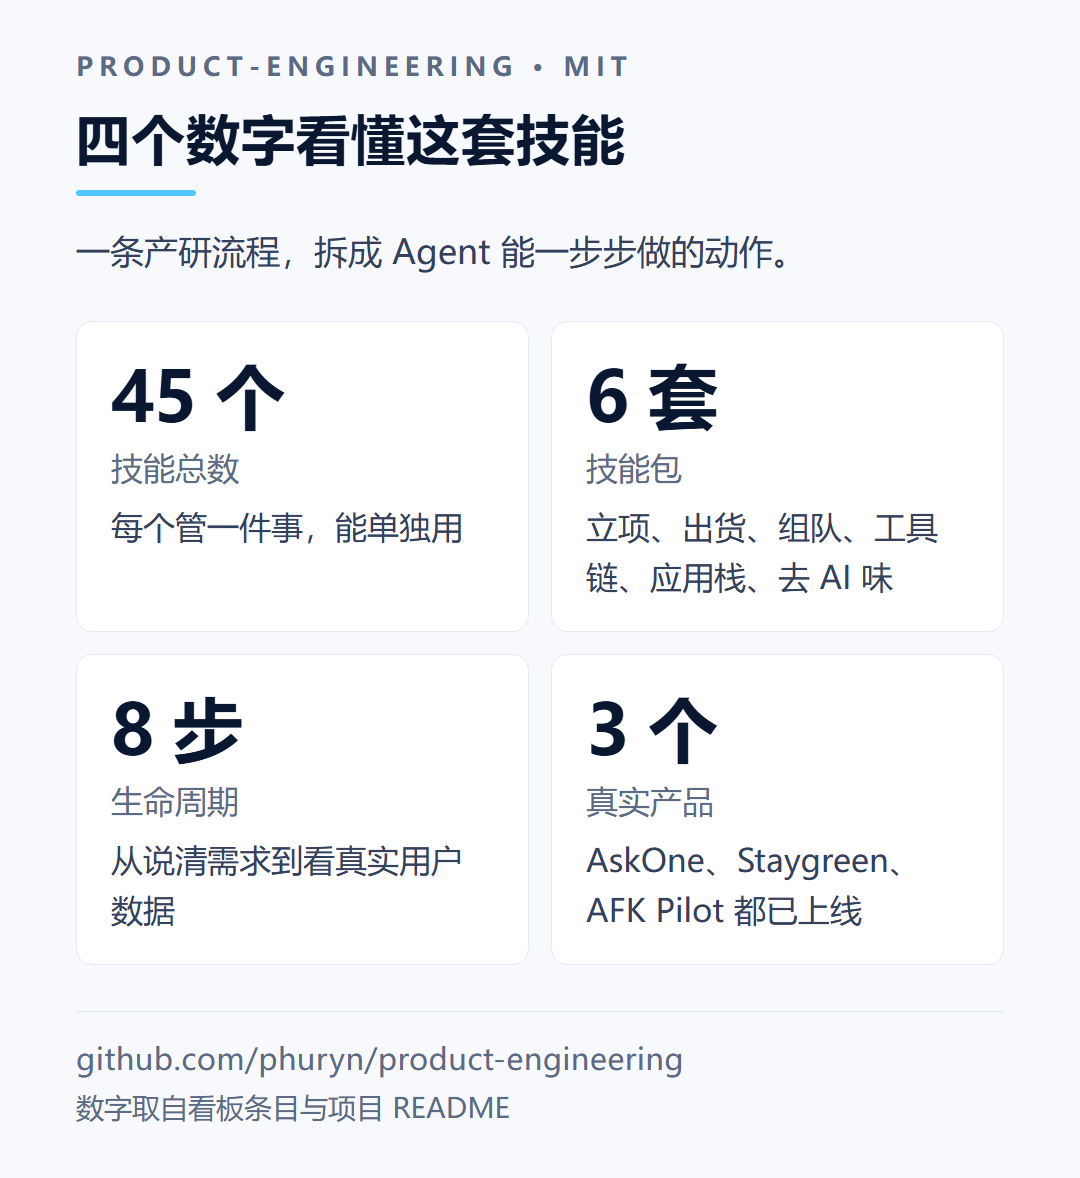 PRODUCT-ENGINEERING • MIT
四个数字看懂这套技能
一条产研流程，拆成 Agent 能一步步做的动作。
45 个
技能总数
每个管一件事，能单独用
6 套
技能包
立项、出货、组队、工具
链、应用栈、去 AI 味
8 步
生命周期
从说清需求到看真实用户
数据
3 个
真实产品
AskOne、Staygreen、
AFK Pilot 都已上线
github.com/phuryn/product-engineering
数字取自看板条目与项目 README